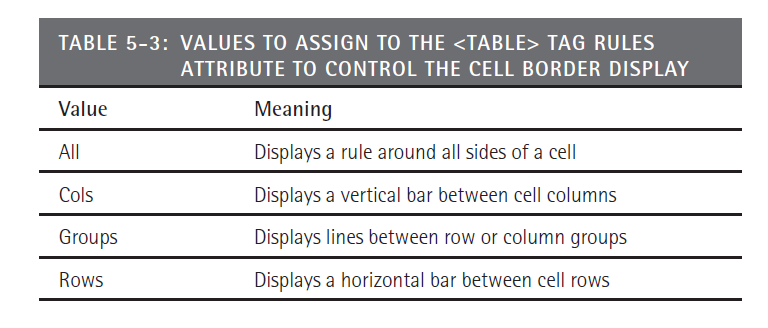 TABLE 5-3: VALUES TO ASSIGN TO THE <TABLE> TAG RULES
ATTRIBUTE TO CONTROL THE CELL BORDER DISPLAY
Value Meaning
All Displays a rule around all sides of a cell
Cols Displays a vertical bar between cell columns
Groups Displays lines between row or column groups
Rows Displays a horizontal bar between cell rows